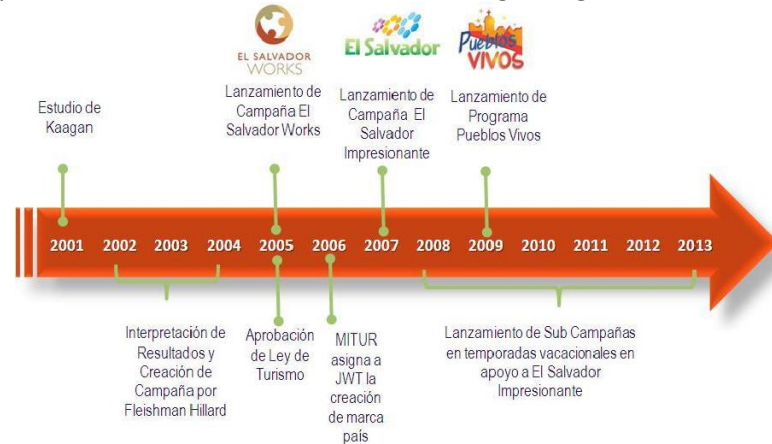 EL SALVADOR
WORKS
El Salvador
Pueblos
VIVOS
Estudio de
Kaagan
Lanzamiento de
Campaña El
Salvador Works
Lanzamiento de
Campaña El
Salvador
Impresionante
Lanzamiento de
Programa
Pueblos Vivos
2001 2002 2003 2004 2005 2006 2007 2008 2009 2010 2011 2012 2013
Interpretación de
Resultados y
Creación de
Campaña por
Fleishman Hillard
Aprobación
de Ley de
Turismo
MITUR
asigna a
JWT la
creación
de marca
país
Lanzamiento de Sub Campañas
en temporadas vacacionales en
apoyo a El Salvador
Impresionante